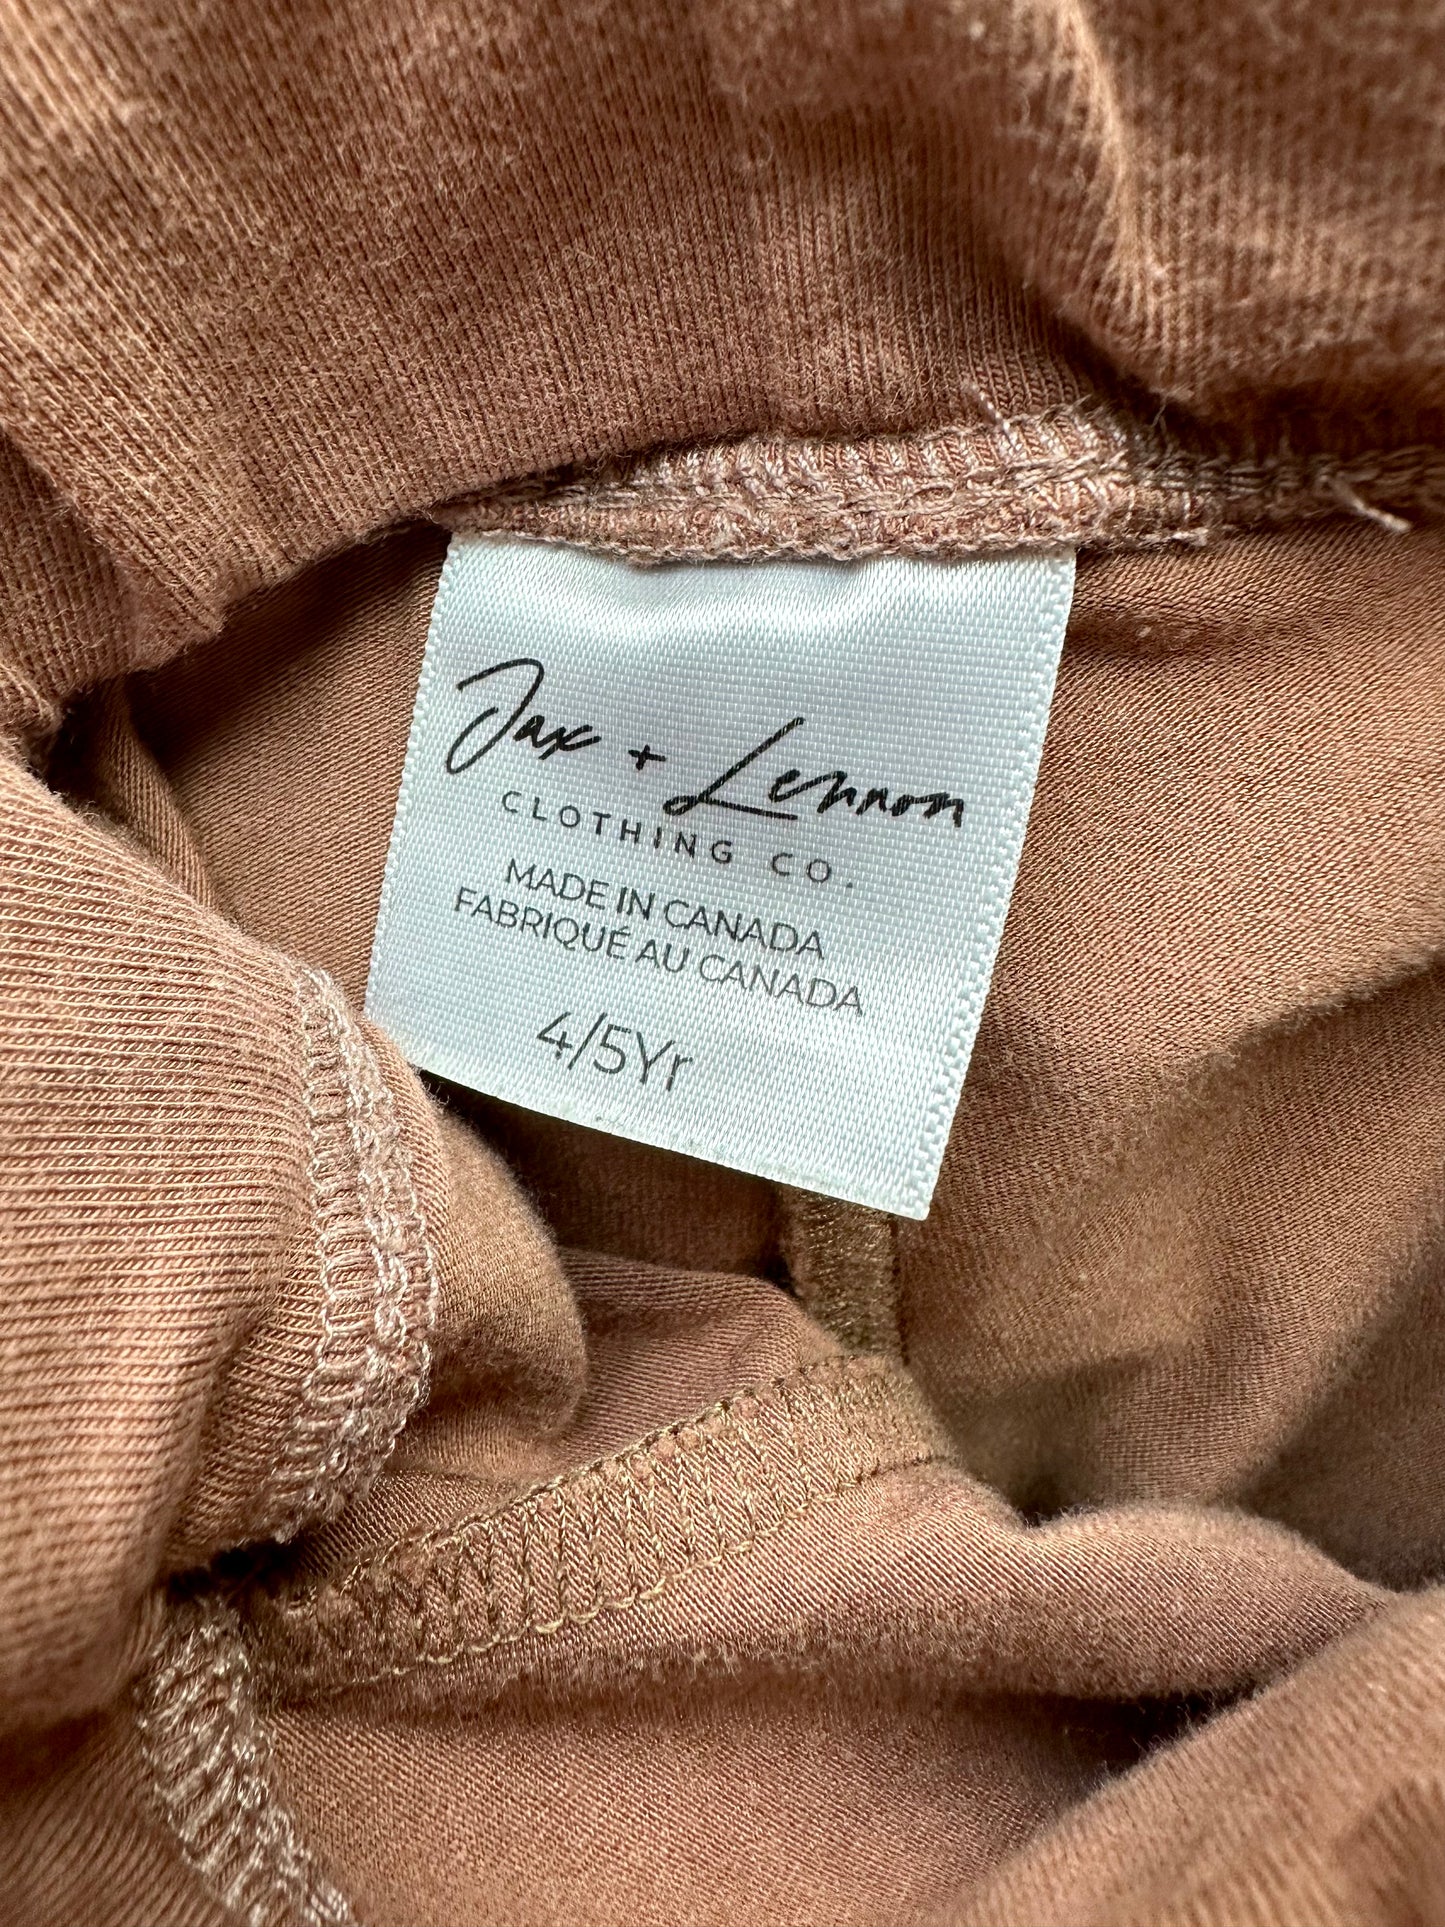 Jax + Lennon
CLOTHING CO.
MADE IN CANADA
FABRIQUÉ AU CANADA
4/5Yr